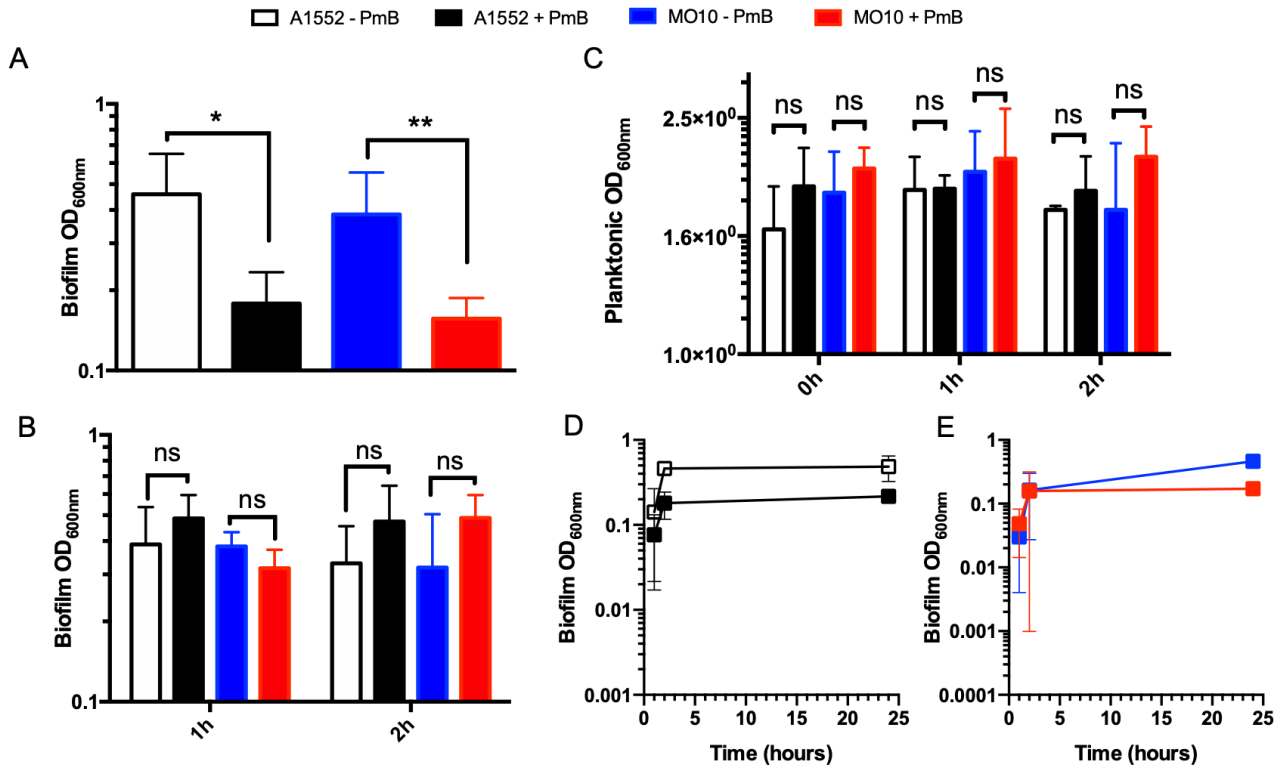 A1552 - PmB A1552 + PmB MO10 - PmB MO10 + PmB
A
Biofilm OD600nm
1
0.1
*
**
C
Planktonic OD600nm
2.5×10⁰
1.6×10⁰
1.0×10⁰
ns ns ns ns ns ns
0h 1h 2h
B
Biofilm OD600nm
1
0.1
ns ns ns ns
1h 2h
D
Biofilm OD600nm
1
0.1
0.01
0.001
0 5 10 15 20 25
Time (hours)
E
Biofilm OD600nm
1
0.1
0.01
0.001
0.0001
0 5 10 15 20 25
Time (hours)